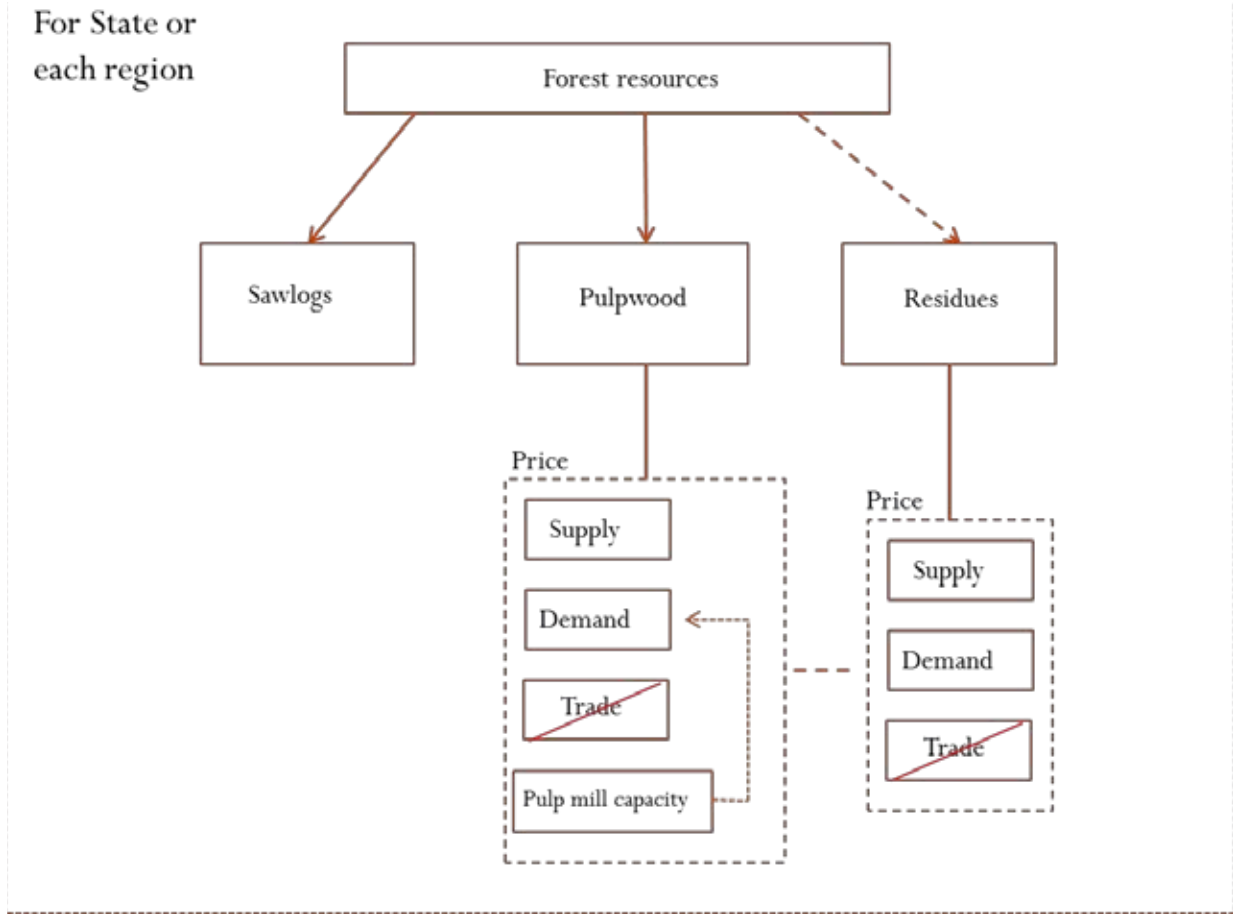 For State or
each region
Forest resources
Sawlogs
Pulpwood
Residues
Price
Supply
Demand
Trade
Pulp mill capacity
Price
Supply
Demand
Trade